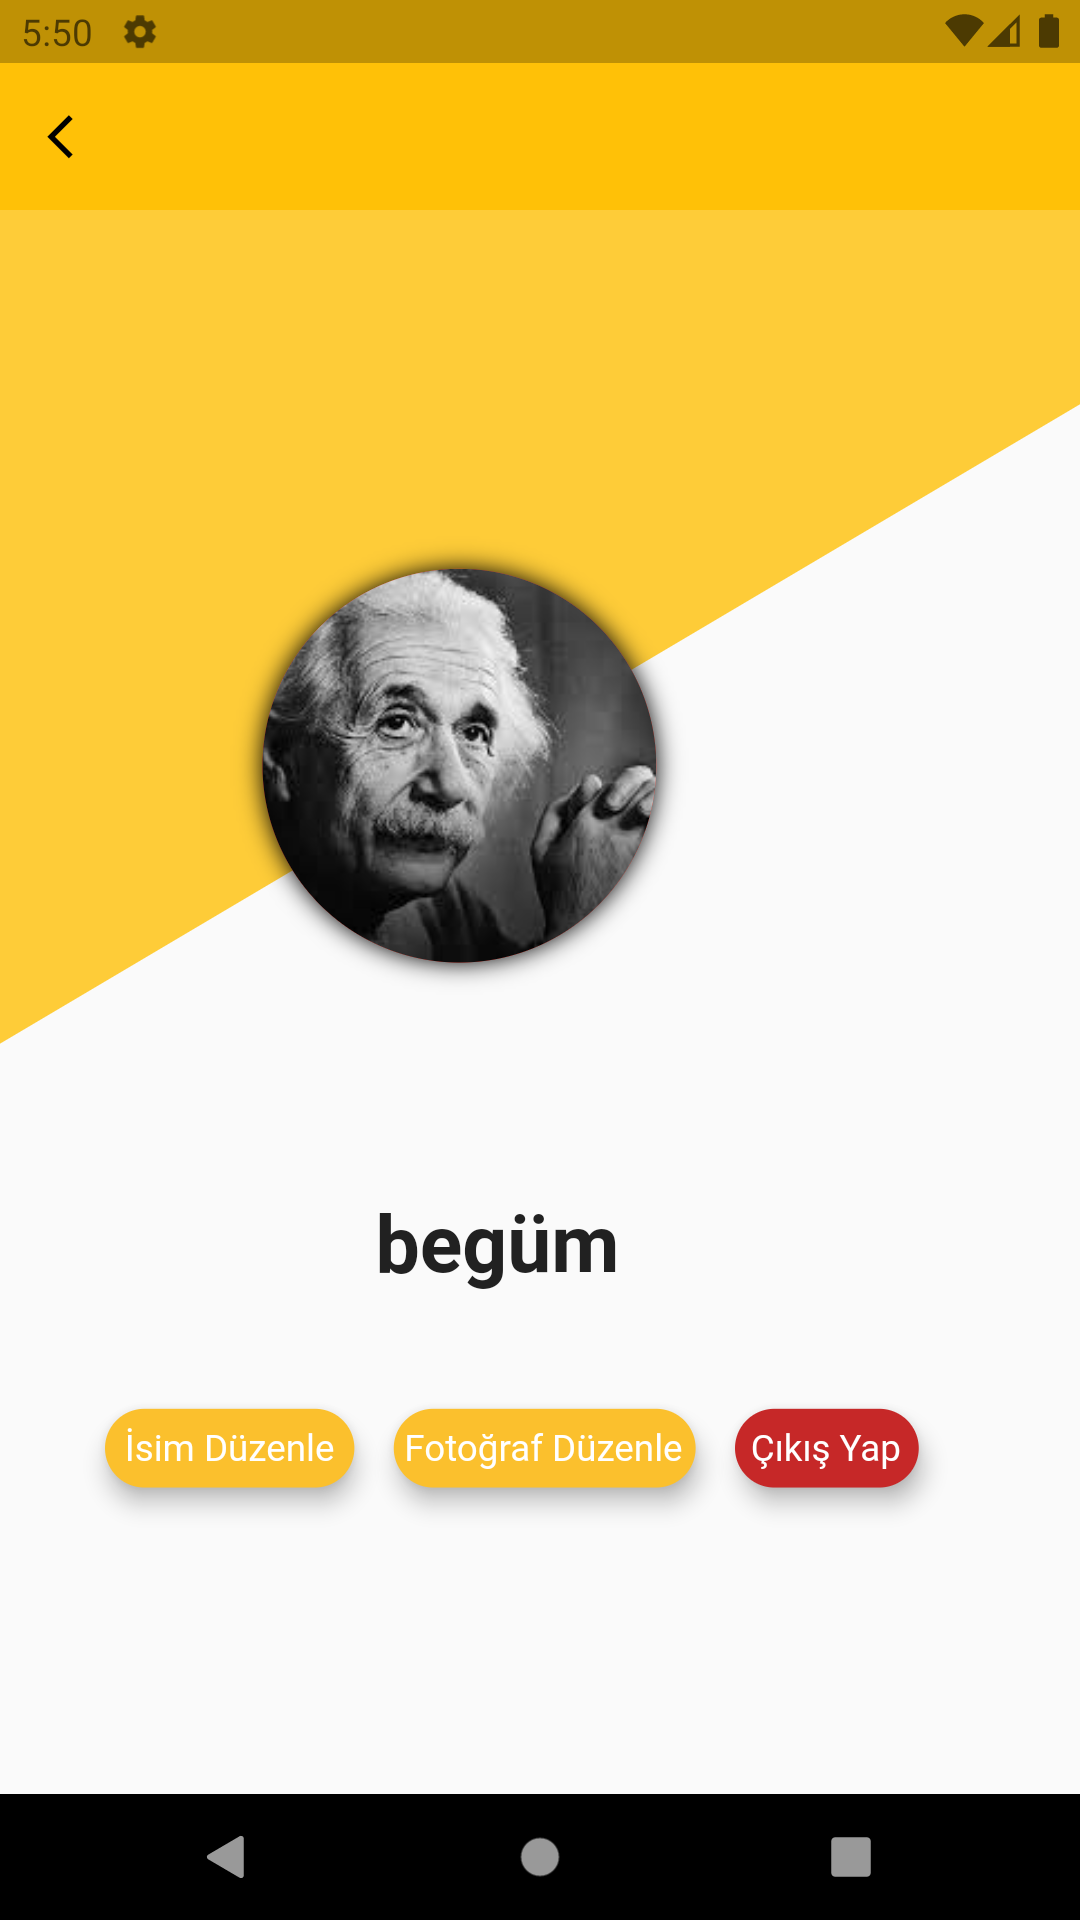 5:50
begüm
İsim Düzenle
Fotoğraf Düzenle
Çıkış Yap